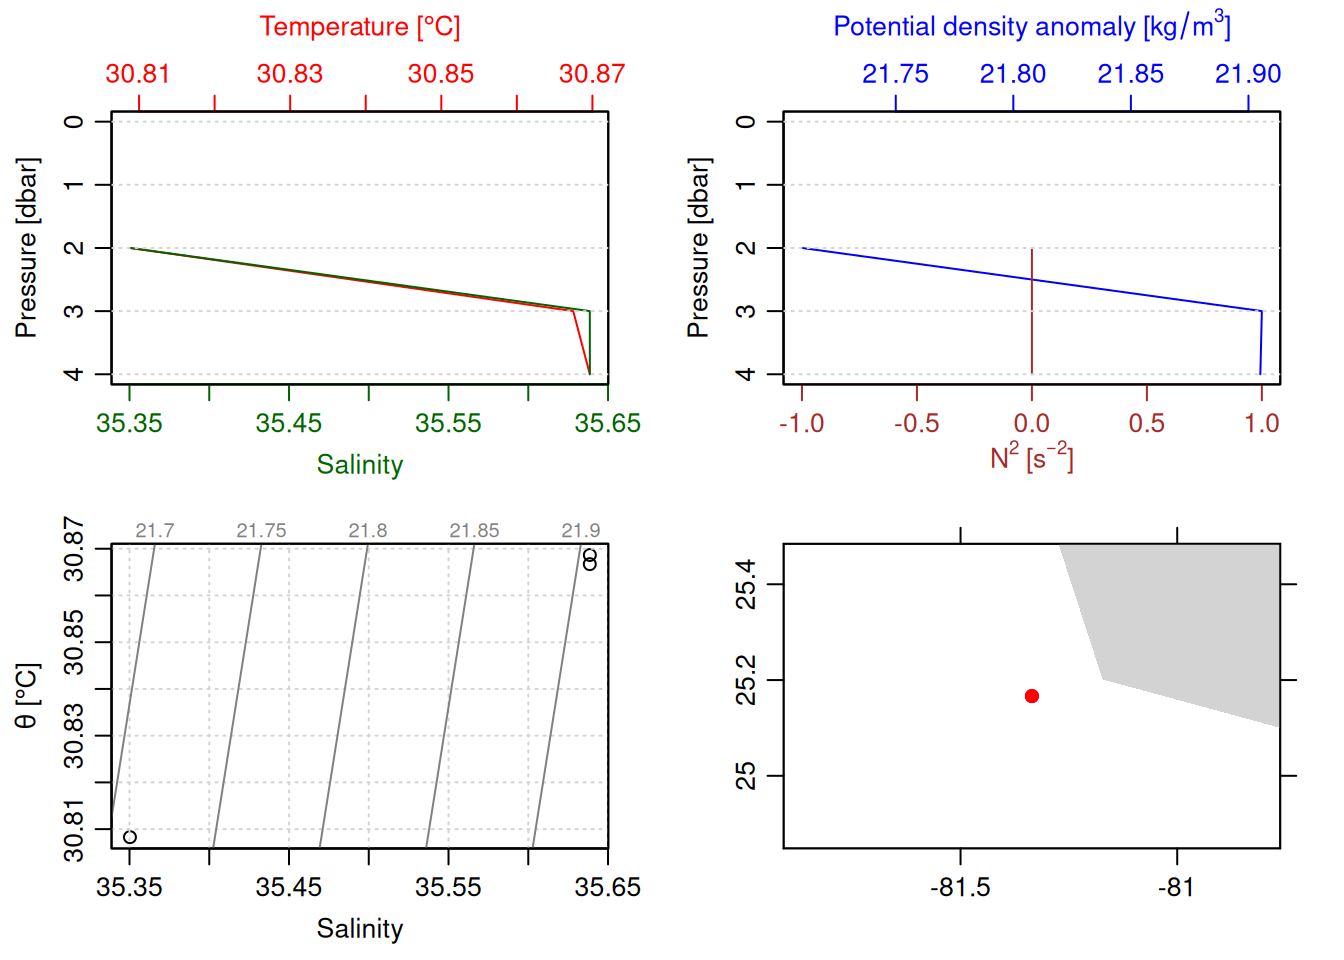 Temperature [°C]
30.81 30.83 30.85 30.87
Pressure [dbar]
0
1
2
3
4
35.35 35.45 35.55 35.65
Salinity
Potential density anomaly [kg/m³]
21.75 21.80 21.85 21.90
Pressure [dbar]
0
1
2
3
4
-1.0 -0.5 0.0 0.5 1.0
N² [s⁻²]
21.7 21.75 21.8 21.85 21.9
θ [°C]
30.87
30.85
30.83
30.81
35.35 35.45 35.55 35.65
Salinity
25.4
25.2
25
-81.5 -81